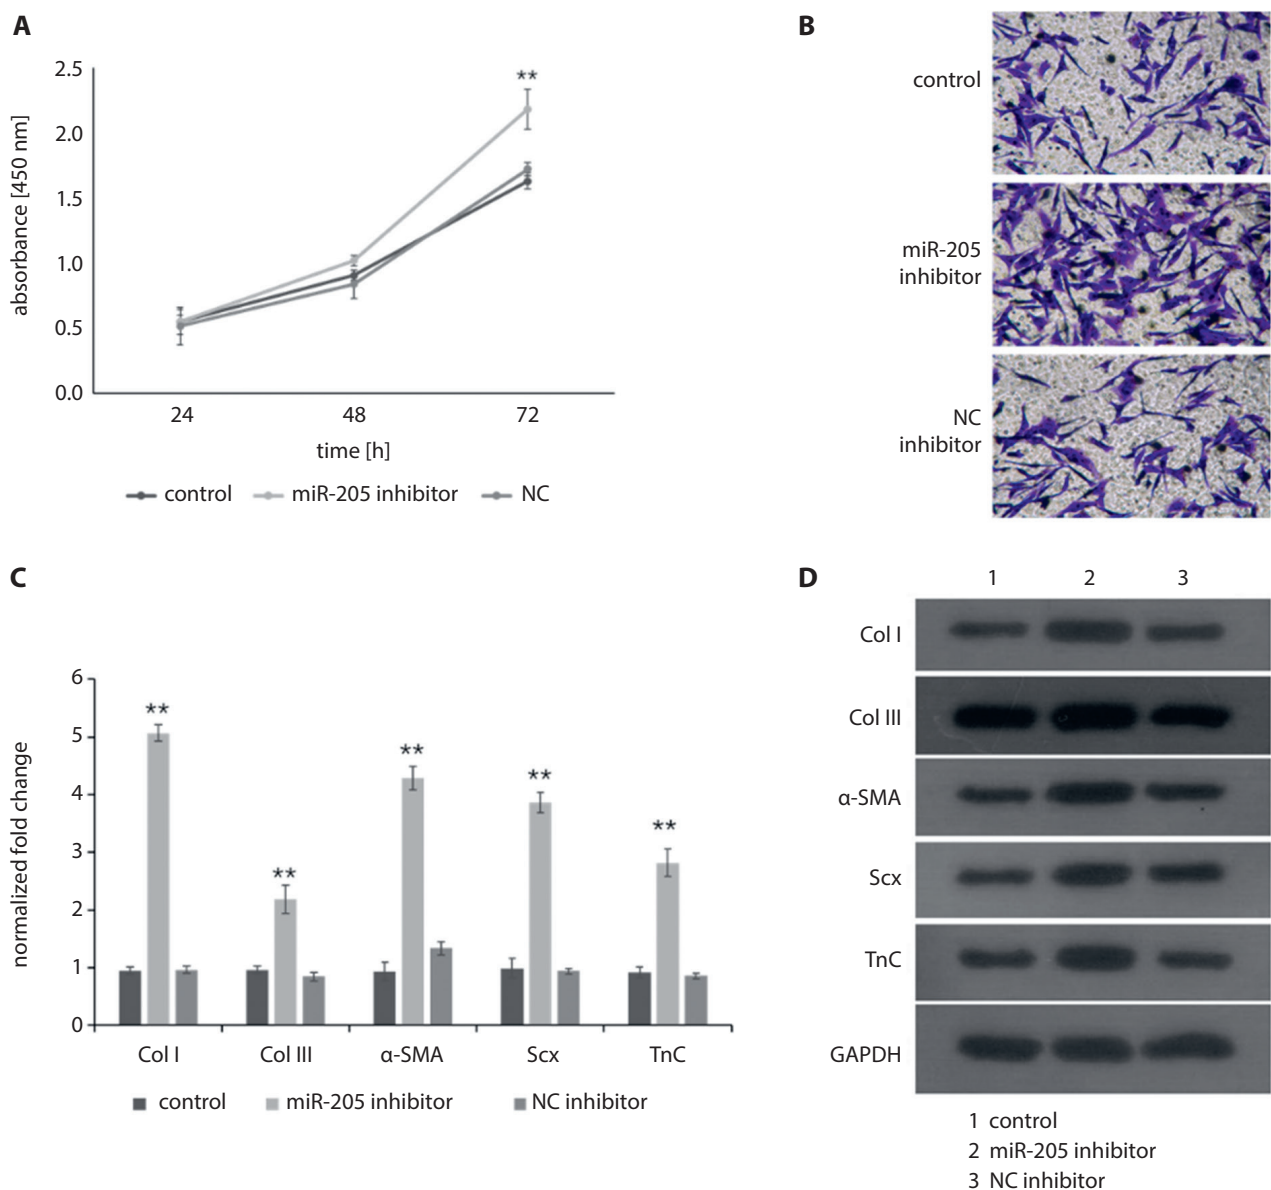 A
2.5
2.0
1.5
1.0
0.5
0.0
absorbance [450 nm]
**
24 48 72
time [h]
control miR-205 inhibitor NC
B
control
miR-205
inhibitor
NC
inhibitor
C
6
5
4
3
2
1
0
normalized fold change
**
**
**
**
**
Col I Col III α-SMA Scx TnC
control miR-205 inhibitor NC inhibitor
D
1 2 3
Col I
Col III
α-SMA
Scx
TnC
GAPDH
1 control
2 miR-205 inhibitor
3 NC inhibitor